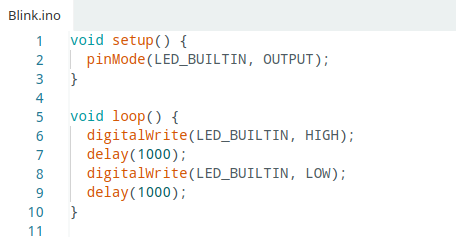 Blink.ino
1 void setup() {
2   pinMode(LED_BUILTIN, OUTPUT);
3 }
4
5 void loop() {
6   digitalWrite(LED_BUILTIN, HIGH);
7   delay(1000);
8   digitalWrite(LED_BUILTIN, LOW);
9   delay(1000);
10 }
11